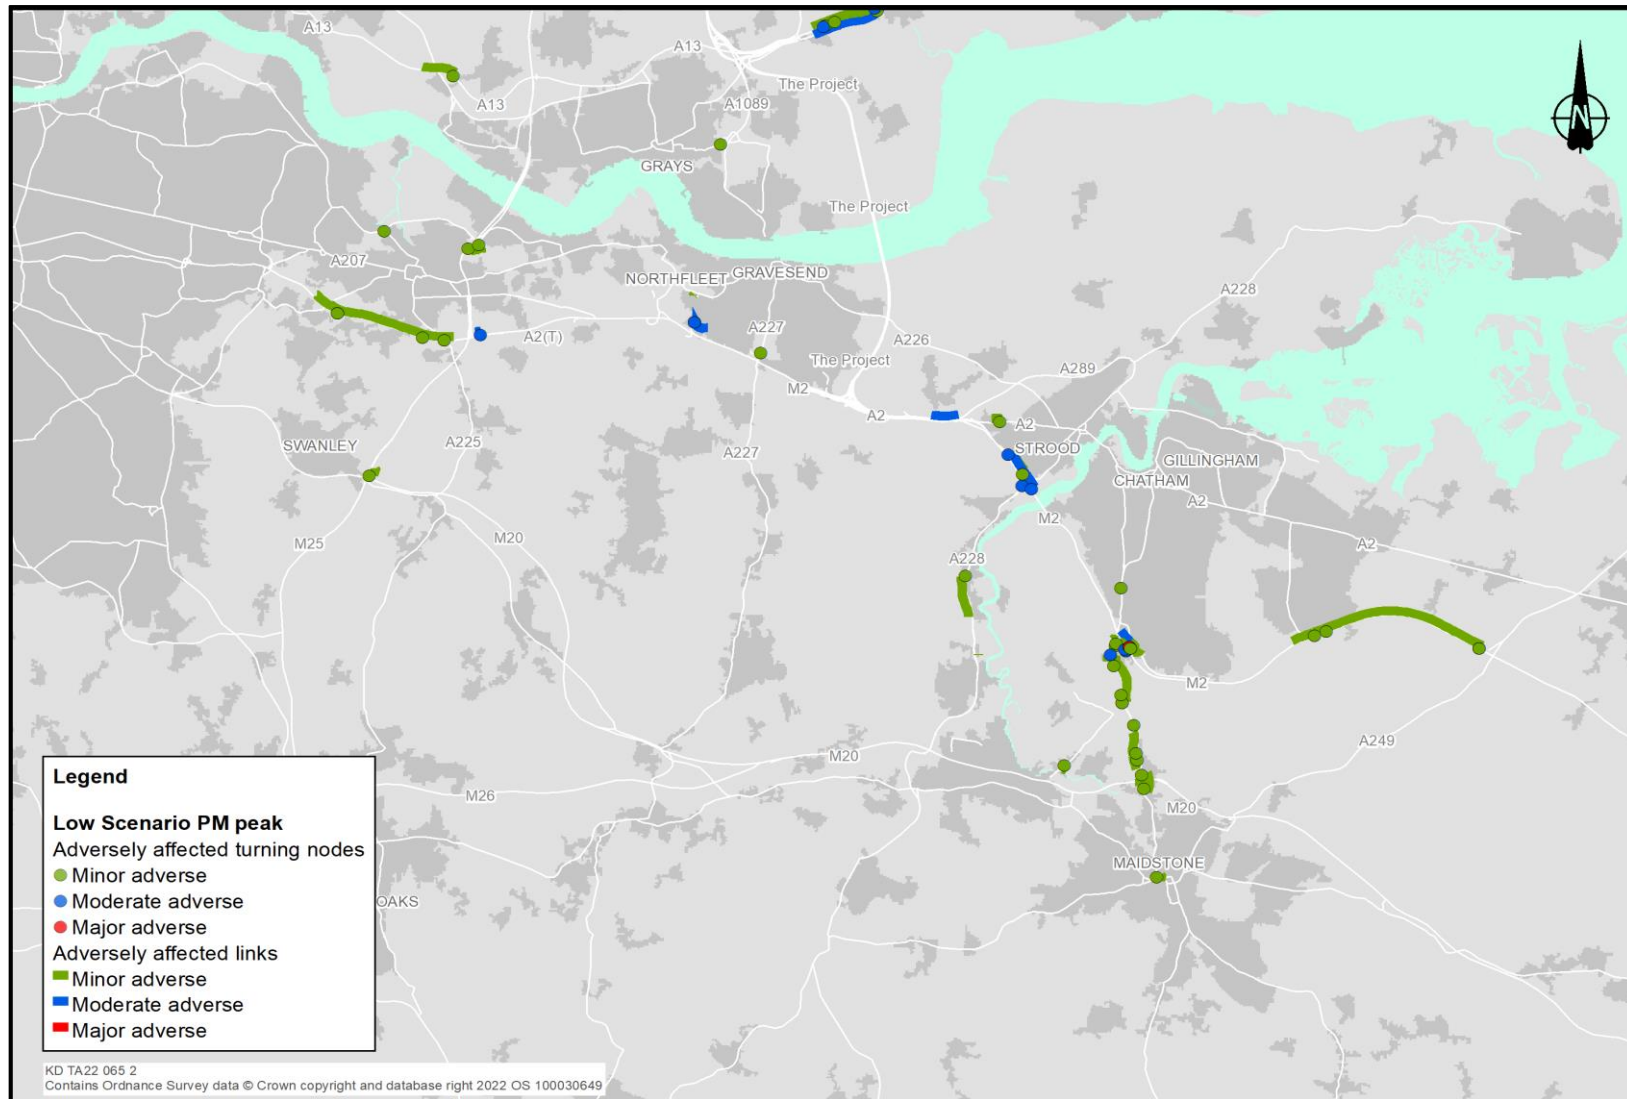 A13
A13
The Project
A13
A1089
GRAYS
The Project
A207
NORTHFLEET
GRAVESEND
A228
A2(T)
A227
A226
The Project
A289
M2
A2
A2
SWANLEY
A225
A227
STROOD
GILLINGHAM
CHATHAM
A2
M25
M20
M2
A2
A228
M2
A249
M20
M26
M20
MAIDSTONE
OAKS
N
Legend
Low Scenario PM peak
Adversely affected turning nodes
Minor adverse
Moderate adverse
Major adverse
Adversely affected links
Minor adverse
Moderate adverse
Major adverse
KD TA22 065 2
Contains Ordnance Survey data © Crown copyright and database right 2022 OS 100030649